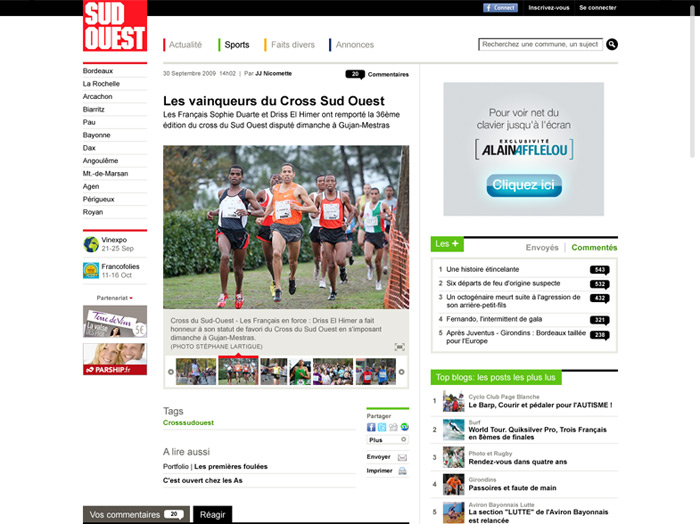 SUD
OUEST
Connect
Inscrivez-vous
Se connecter
Actualité
Sports
Faits divers
Annonces
Recherchez une commune, un suject
Bordeaux
La Rochelle
Arcachon
Biarritz
Pau
Bayonne
Dax
Angoulême
Mt.-de-Marsan
Agen
Périgueux
Royan
Vinexpo
21-25 Sep
Francofolies
11-16 Oct
Partenariat
5€
PARSHIP.fr
30 Septembre 2009 14h02 | Par JJ Nicomette
20 Commentaires
Les vainqueurs du Cross Sud Ouest
Les Français Sophie Duarte et Driss El Himer ont remporté la 36ème
édition du cross du Sud Ouest disputé dimanche à Gujan-Mestras
Cross du Sud-Ouest - Les Français en force : Driss El Himer a fait
honneur à son statut de favori du Cross du Sud Ouest en s'imposant
dimanche à Gujan-Mestras.
(PHOTO STÉPHANE LARTIGUE)
Tags
Crosssudouest
A lire aussi
Portfolio | Les premières foulées
C'est ouvert chez les As
Partager
Plus
Envoyer
Imprimer
Vos commentaires 20
Réagir
Pour voir net du
clavier jusqu'à l'écran
EXCLUSIVITÉ
ALAIN AFFLELOU
Cliquez ici
Les +
Envoyés
Commentés
1 Une histoire étincelante 543
2 Six départs de feu d'origine suspecte 532
3 Un octogénaire meurt suite à l'agression de
son arriere-petit-fils 432
4 Fernando, l'intermittent de gala 321
5 Après Juventus - Girondins : Bordeaux taillée
pour l'Europe 238
Top blogs: les posts les plus lus
1 Cyclo Club Page Blanche
Le Barp, Courir et pédaler pour l'AUTISME !
2 Surf
World Tour. Quiksilver Pro, Trois Français
en 8èmes de finales
3 Photo et Rugby
Rendez-vous dans quatre ans
4 Girondins
Passoires et faute de main
5 Aviron Bayonnais Lutte
La section "LUTTE" de l'Aviron Bayonnais
est relancée